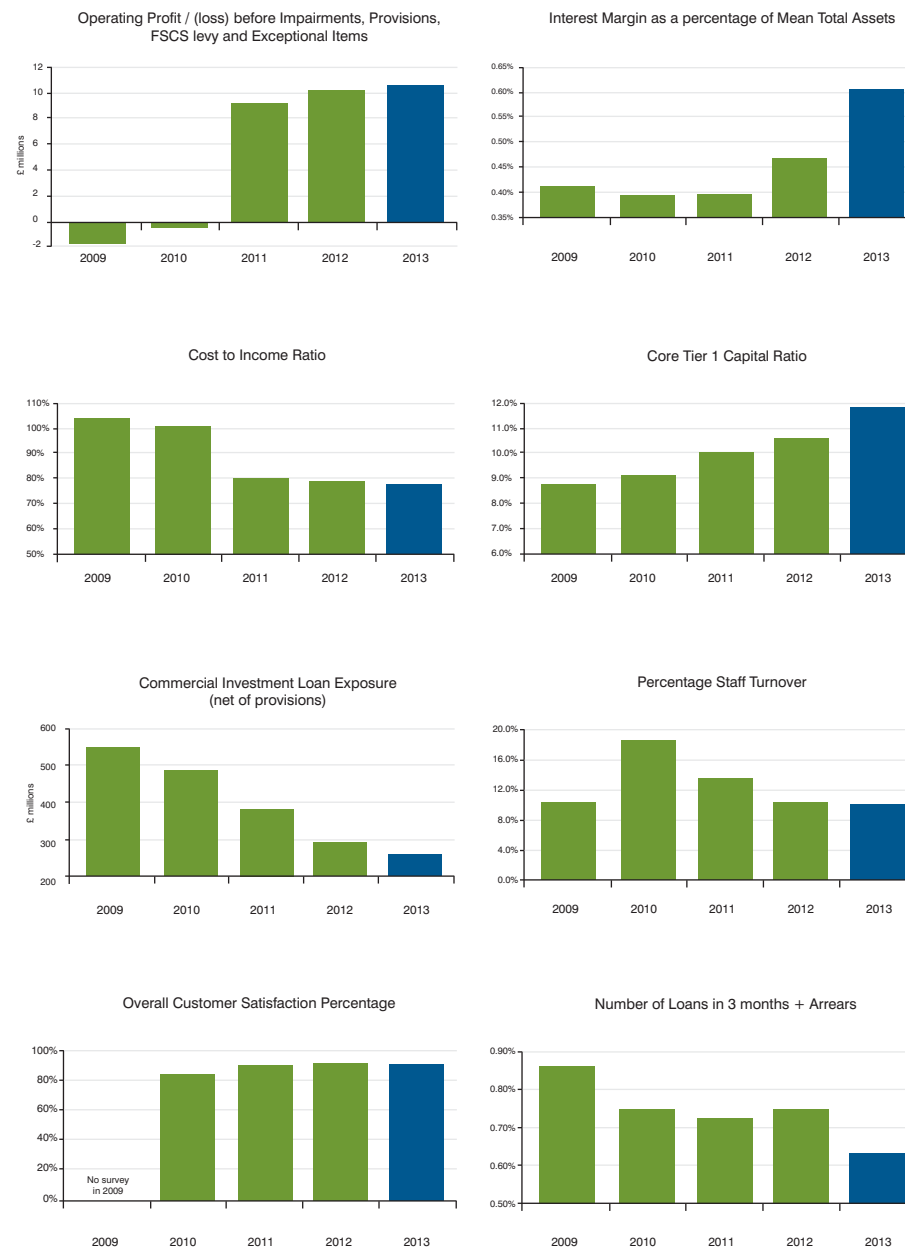 Operating Profit / (loss) before Impairments, Provisions,
FSCS levy and Exceptional Items
12
10
8
6
4
2
0
-2
£ millions
2009 2010 2011 2012 2013
Interest Margin as a percentage of Mean Total Assets
0.65%
0.60%
0.55%
0.50%
0.45%
0.40%
0.35%
2009 2010 2011 2012 2013
Cost to Income Ratio
110%
100%
90%
80%
70%
60%
50%
2009 2010 2011 2012 2013
Core Tier 1 Capital Ratio
12.0%
11.0%
10.0%
9.0%
8.0%
7.0%
6.0%
2009 2010 2011 2012 2013
Commercial Investment Loan Exposure
(net of provisions)
600
500
400
300
200
£ millions
2009 2010 2011 2012 2013
Percentage Staff Turnover
20.0%
16.0%
12.0%
8.0%
4.0%
0.0%
2009 2010 2011 2012 2013
Overall Customer Satisfaction Percentage
100%
80%
60%
40%
20%
0%
No survey
in 2009
2009 2010 2011 2012 2013
Number of Loans in 3 months + Arrears
0.90%
0.80%
0.70%
0.60%
0.50%
2009 2010 2011 2012 2013